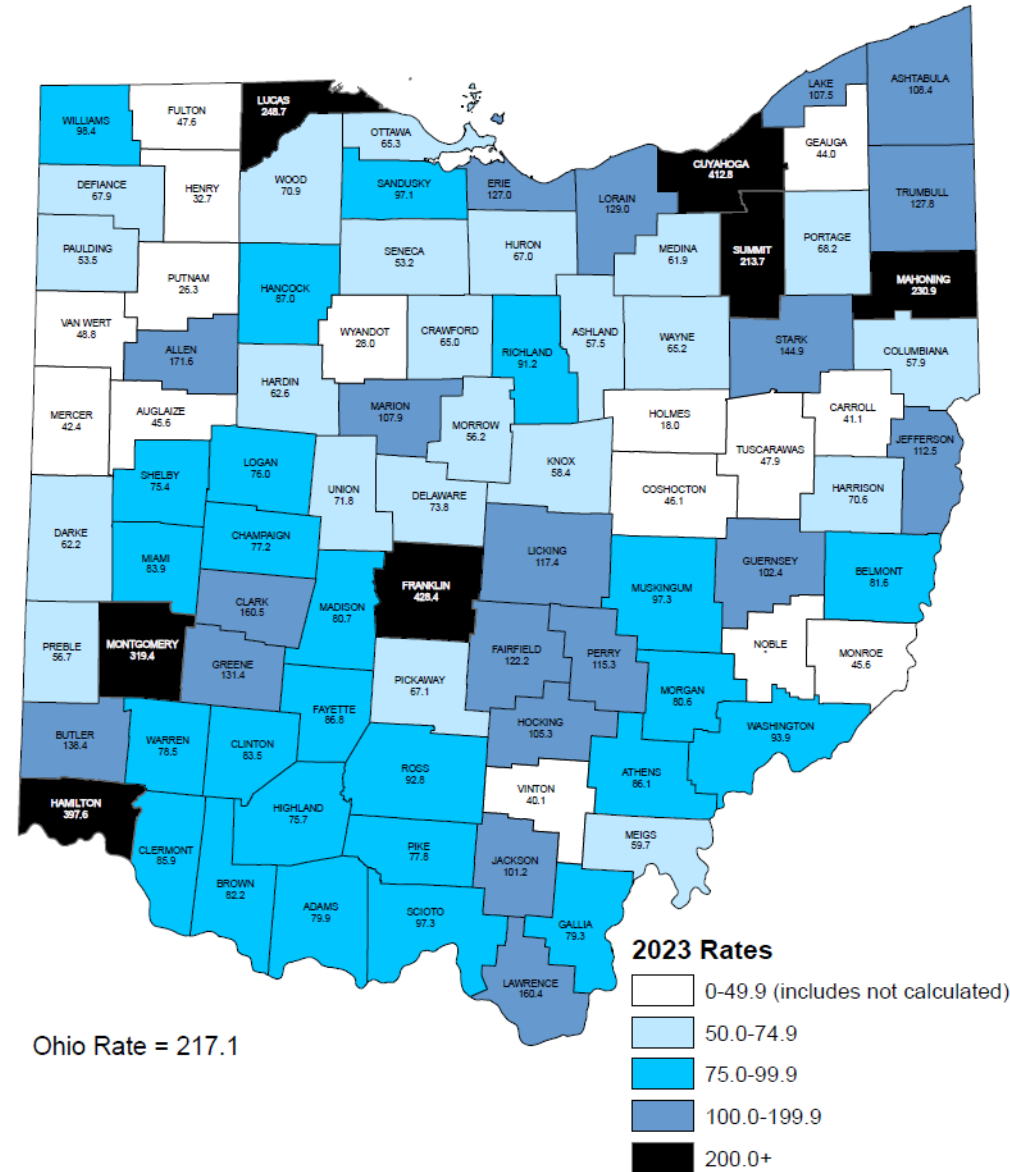 LAKE
107.5
ASHTABULA
108.4
WILLIAMS
98.4
FULTON
47.6
LUCAS
248.7
OTTAWA
65.3
GEAUGA
44.0
CUYAHOGA
412.8
DEFIANCE
67.9
HENRY
32.7
WOOD
70.9
SANDUSKY
97.1
ERIE
127.0
LORAIN
129.0
TRUMBULL
127.8
PAULDING
53.5
SENECA
53.2
HURON
67.0
MEDINA
61.9
SUMMIT
213.7
PORTAGE
68.2
PUTNAM
26.3
HANCOCK
87.0
MAHONING
230.9
VAN WERT
48.8
ALLEN
171.6
WYANDOT
28.0
CRAWFORD
65.0
RICHLAND
91.2
ASHLAND
57.5
WAYNE
65.2
STARK
144.9
COLUMBIANA
57.9
HARDIN
62.6
MERCER
42.4
AUGLAIZE
45.6
MARION
107.9
MORROW
56.2
HOLMES
18.0
CARROLL
41.1
TUSCARAWAS
47.9
JEFFERSON
112.5
SHELBY
75.4
LOGAN
76.0
UNION
71.8
DELAWARE
73.8
KNOX
58.4
COSHOCTON
46.1
HARRISON
70.6
DARKE
62.2
MIAMI
83.9
CHAMPAIGN
77.2
LICKING
117.4
GUERNSEY
102.4
BELMONT
81.6
CLARK
160.5
MADISON
80.7
FRANKLIN
428.4
MUSKINGUM
97.3
PREBLE
56.7
MONTGOMERY
319.4
GREENE
131.4
FAIRFIELD
122.2
PERRY
115.3
NOBLE
*
MONROE
45.6
PICKAWAY
67.1
MORGAN
80.6
FAYETTE
86.8
HOCKING
105.3
WASHINGTON
93.9
BUTLER
138.4
WARREN
78.5
CLINTON
83.5
ROSS
92.8
ATHENS
86.1
VINTON
40.1
HAMILTON
397.6
HIGHLAND
75.7
MEIGS
59.7
CLERMONT
85.9
PIKE
77.8
JACKSON
101.2
BROWN
82.2
ADAMS
79.9
SCIOTO
97.3
GALLIA
79.3
LAWRENCE
160.4
2023 Rates
0-49.9 (includes not calculated)
50.0-74.9
75.0-99.9
100.0-199.9
200.0+
Ohio Rate = 217.1